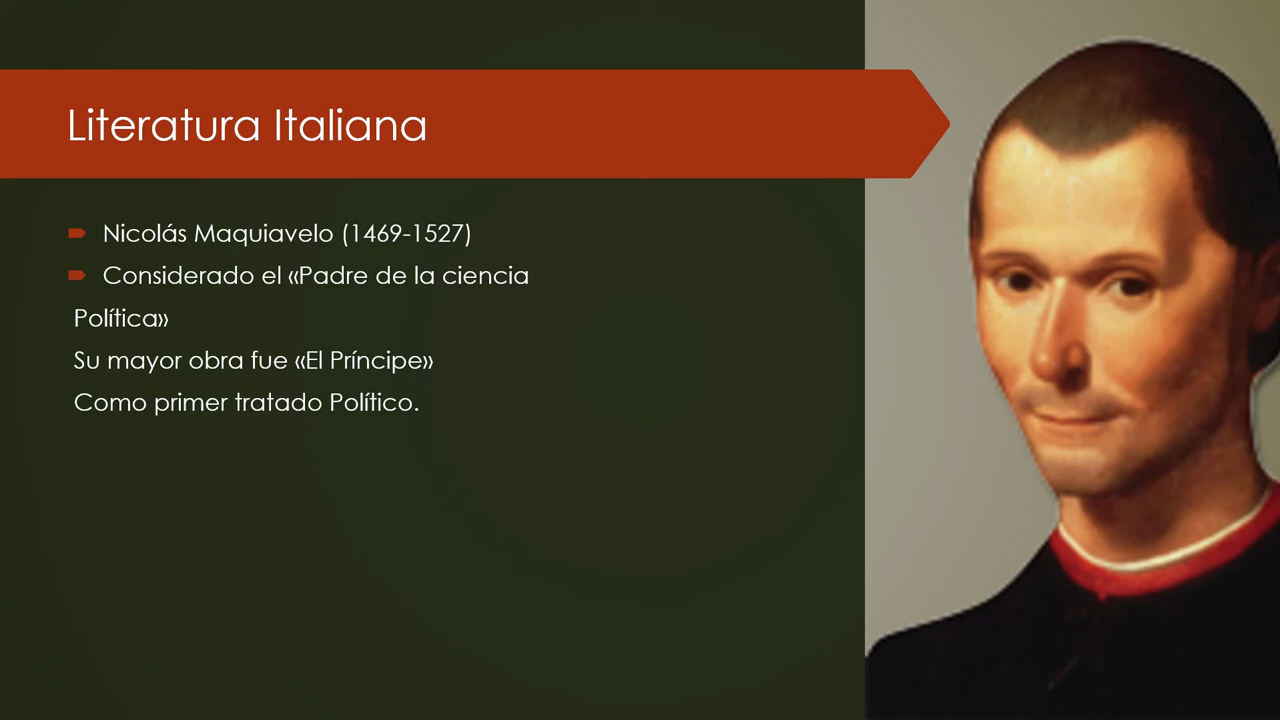 Literatura Italiana
Nicolás Maquiavelo (1469-1527)
Considerado el «Padre de la ciencia
Política»
Su mayor obra fue «El Príncipe»
Como primer tratado Político.